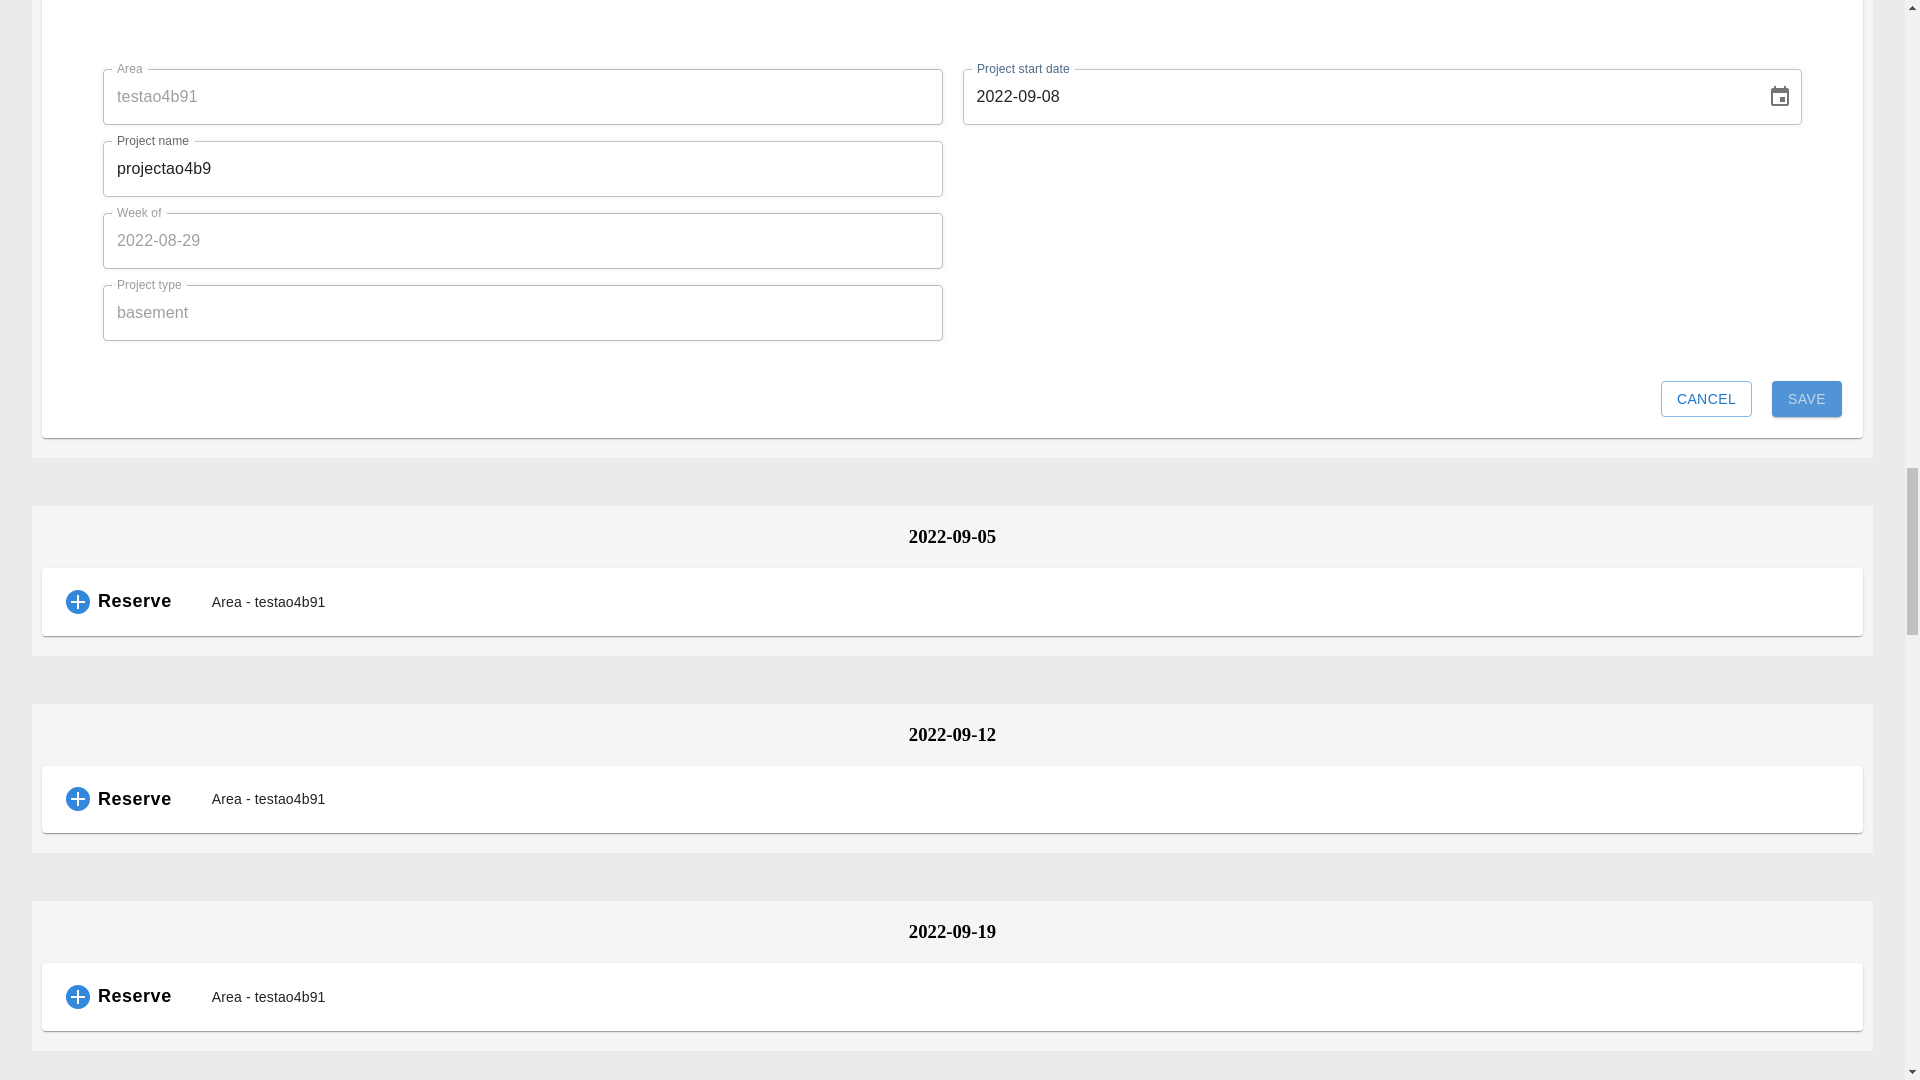 Area
testao4b91
Project start date
2022-09-08
Project name
projectao4b9
Week of
2022-08-29
Project type
basement
CANCEL
SAVE
2022-09-05
Reserve
Area - testao4b91
2022-09-12
Reserve
Area - testao4b91
2022-09-19
Reserve
Area - testao4b91